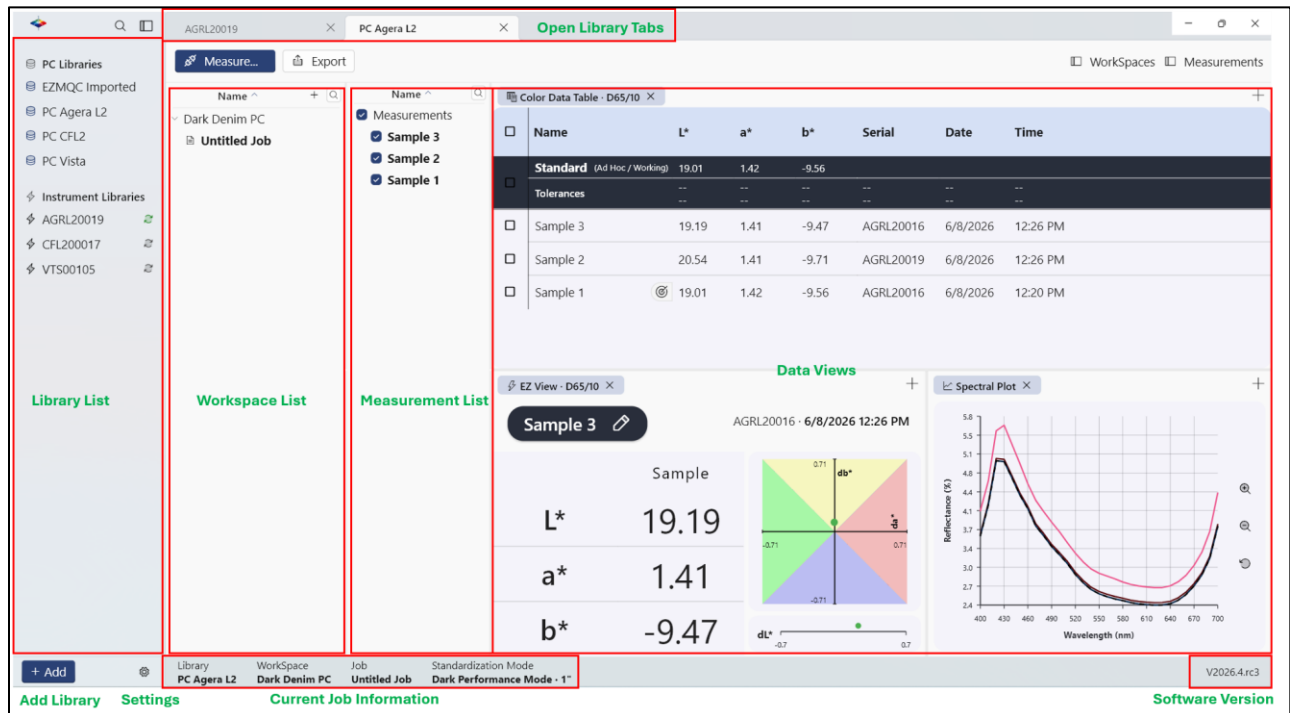 AGRL20019
PC Agera L2
Open Library Tabs
Measure...
Export
WorkSpaces
Measurements
PC Libraries
EZMQC Imported
PC Agera L2
PC CFL2
PC Vista
Instrument Libraries
AGRL20019
CFL200017
VTS00105
Library List
Name
Dark Denim PC
Untitled Job
Workspace List
Name
Measurements
Sample 3
Sample 2
Sample 1
Measurement List
Color Data Table · D65/10
Name L* a* b* Serial Date Time
Standard (Ad Hoc / Working) 19.01 1.42 -9.56
Tolerances -- -- -- -- -- --
-- -- -- -- -- --
Sample 3 19.19 1.41 -9.47 AGRL20016 6/8/2026 12:26 PM
Sample 2 20.54 1.41 -9.71 AGRL20019 6/8/2026 12:26 PM
Sample 1 19.01 1.42 -9.56 AGRL20016 6/8/2026 12:20 PM
Data Views
EZ View · D65/10
Sample 3
AGRL20016 · 6/8/2026 12:26 PM
Sample
L* 19.19
a* 1.41
b* -9.47
0.71
db*
da*
-0.71
0.71
-0.71
dL*
-0.7
0.7
Spectral Plot
Reflectance (%)
5.8
5.5
5.1
4.8
4.4
4.1
3.7
3.4
3.0
2.7
2.4
400 430 460 490 520 550 580 610 640 670 700
Wavelength (nm)
+ Add
Library WorkSpace Job Standardization Mode
PC Agera L2 Dark Denim PC Untitled Job Dark Performance Mode · 1"
V2026.4.rc3
Add Library
Settings
Current Job Information
Software Version